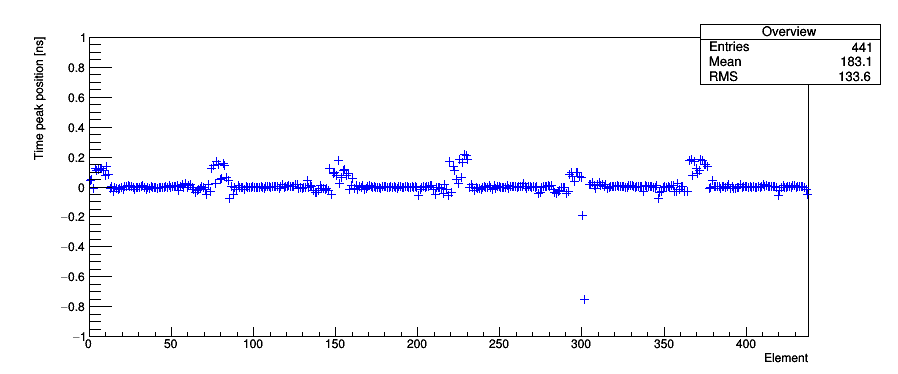 Overview
Entries 441
Mean 183.1
RMS 133.6
Time peak position [ns]
1
0.8
0.6
0.4
0.2
0
−0.2
−0.4
−0.6
−0.8
−1
0 50 100 150 200 250 300 350 400
Element